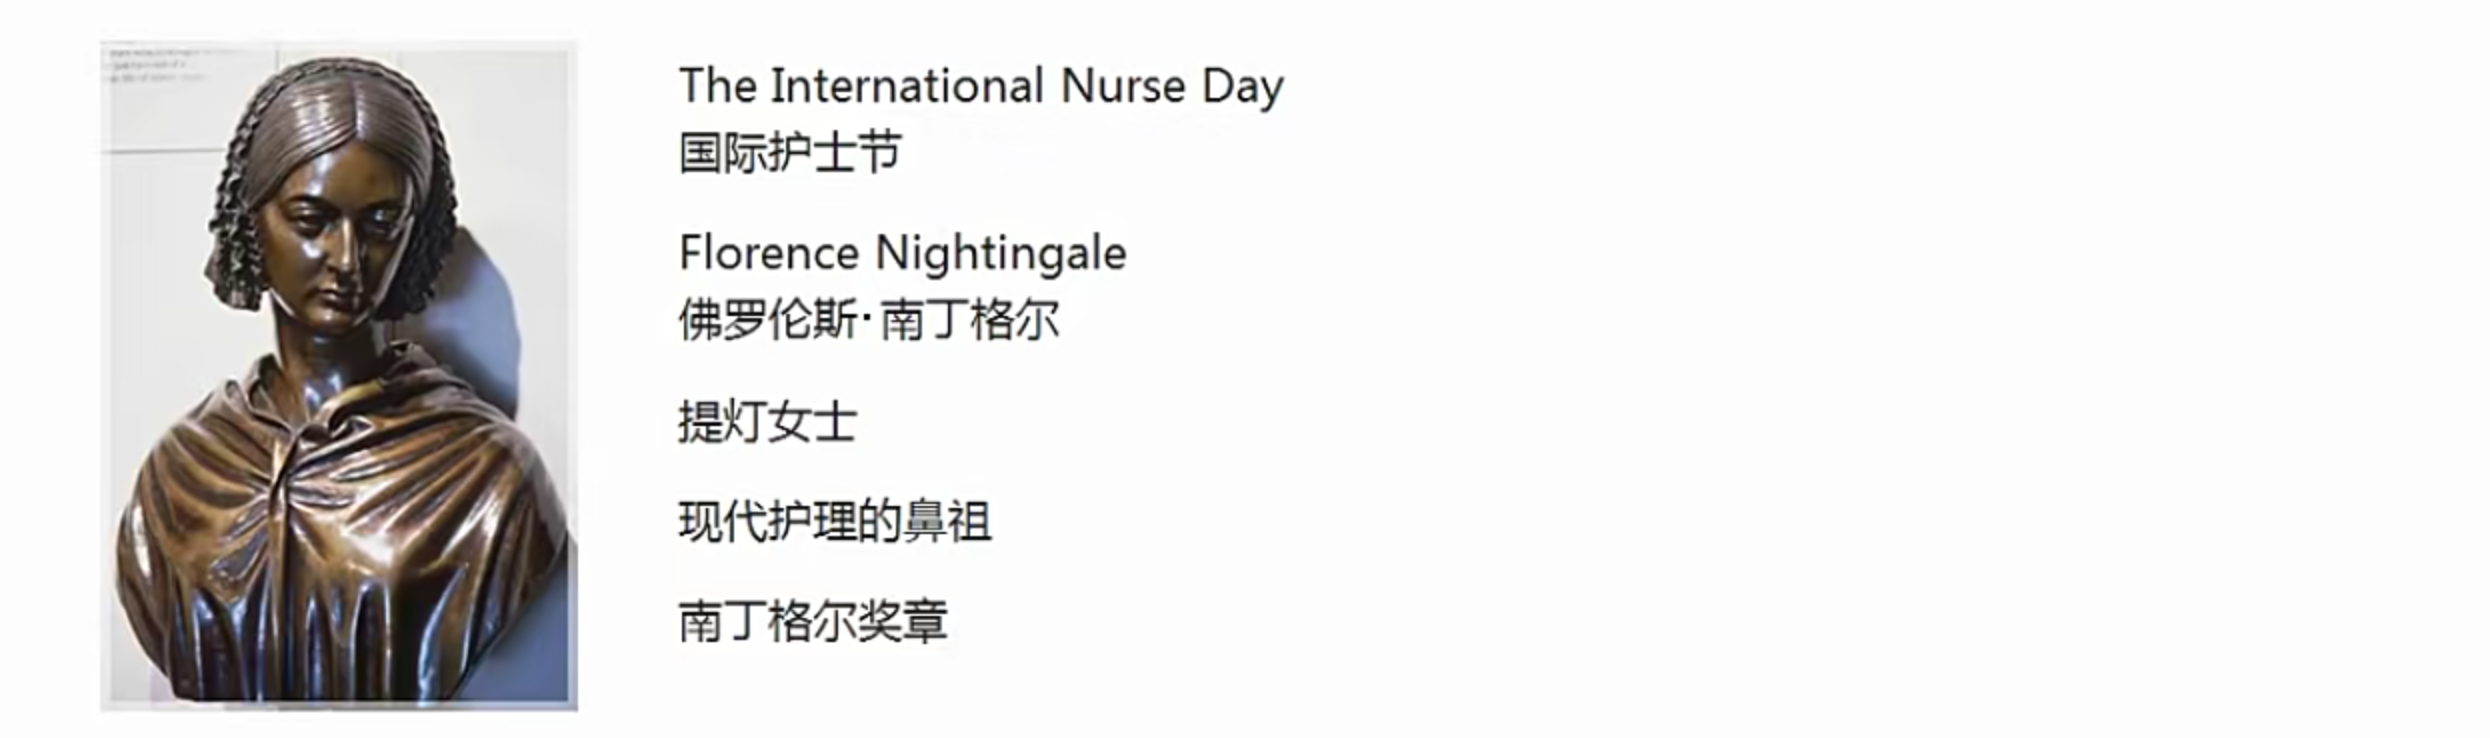 The International Nurse Day
国际护士节
Florence Nightingale
佛罗伦斯·南丁格尔
提灯女士
现代护理的鼻祖
南丁格尔奖章